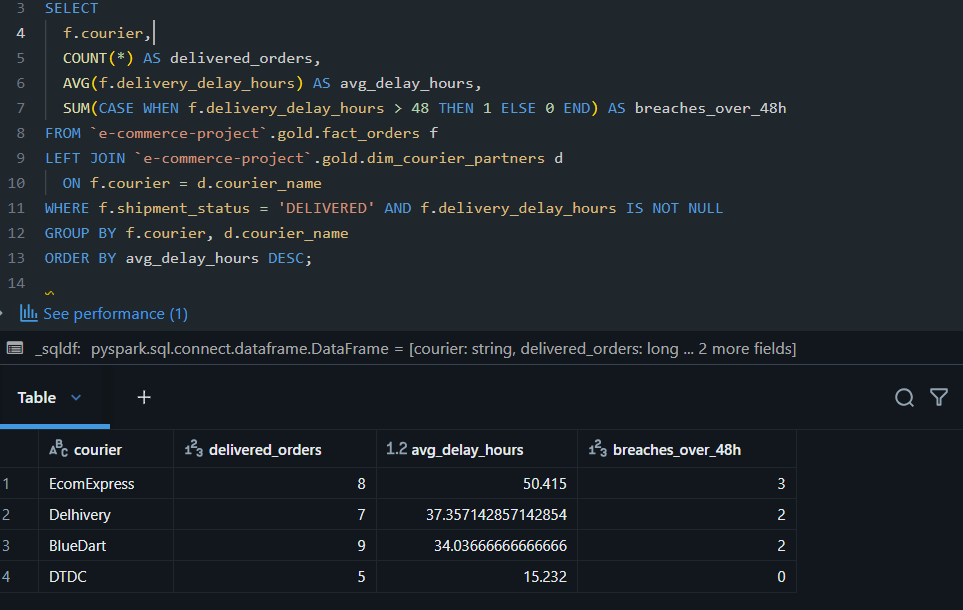 3 SELECT
4 f.courier,
5 COUNT(*) AS delivered_orders,
6 AVG(f.delivery_delay_hours) AS avg_delay_hours,
7 SUM(CASE WHEN f.delivery_delay_hours > 48 THEN 1 ELSE 0 END) AS breaches_over_48h
8 FROM `e-commerce-project`.gold.fact_orders f
9 LEFT JOIN `e-commerce-project`.gold.dim_courier_partners d
10 ON f.courier = d.courier_name
11 WHERE f.shipment_status = 'DELIVERED' AND f.delivery_delay_hours IS NOT NULL
12 GROUP BY f.courier, d.courier_name
13 ORDER BY avg_delay_hours DESC;
14
See performance (1)
_sqldf: pyspark.sql.connect.dataframe.DataFrame = [courier: string, delivered_orders: long ... 2 more fields]
Table +
ABC courier 123 delivered_orders 1.2 avg_delay_hours 123 breaches_over_48h
1 EcomExpress 8 50.415 3
2 Delhivery 7 37.357142857142854 2
3 BlueDart 9 34.03666666666666 2
4 DTDC 5 15.232 0